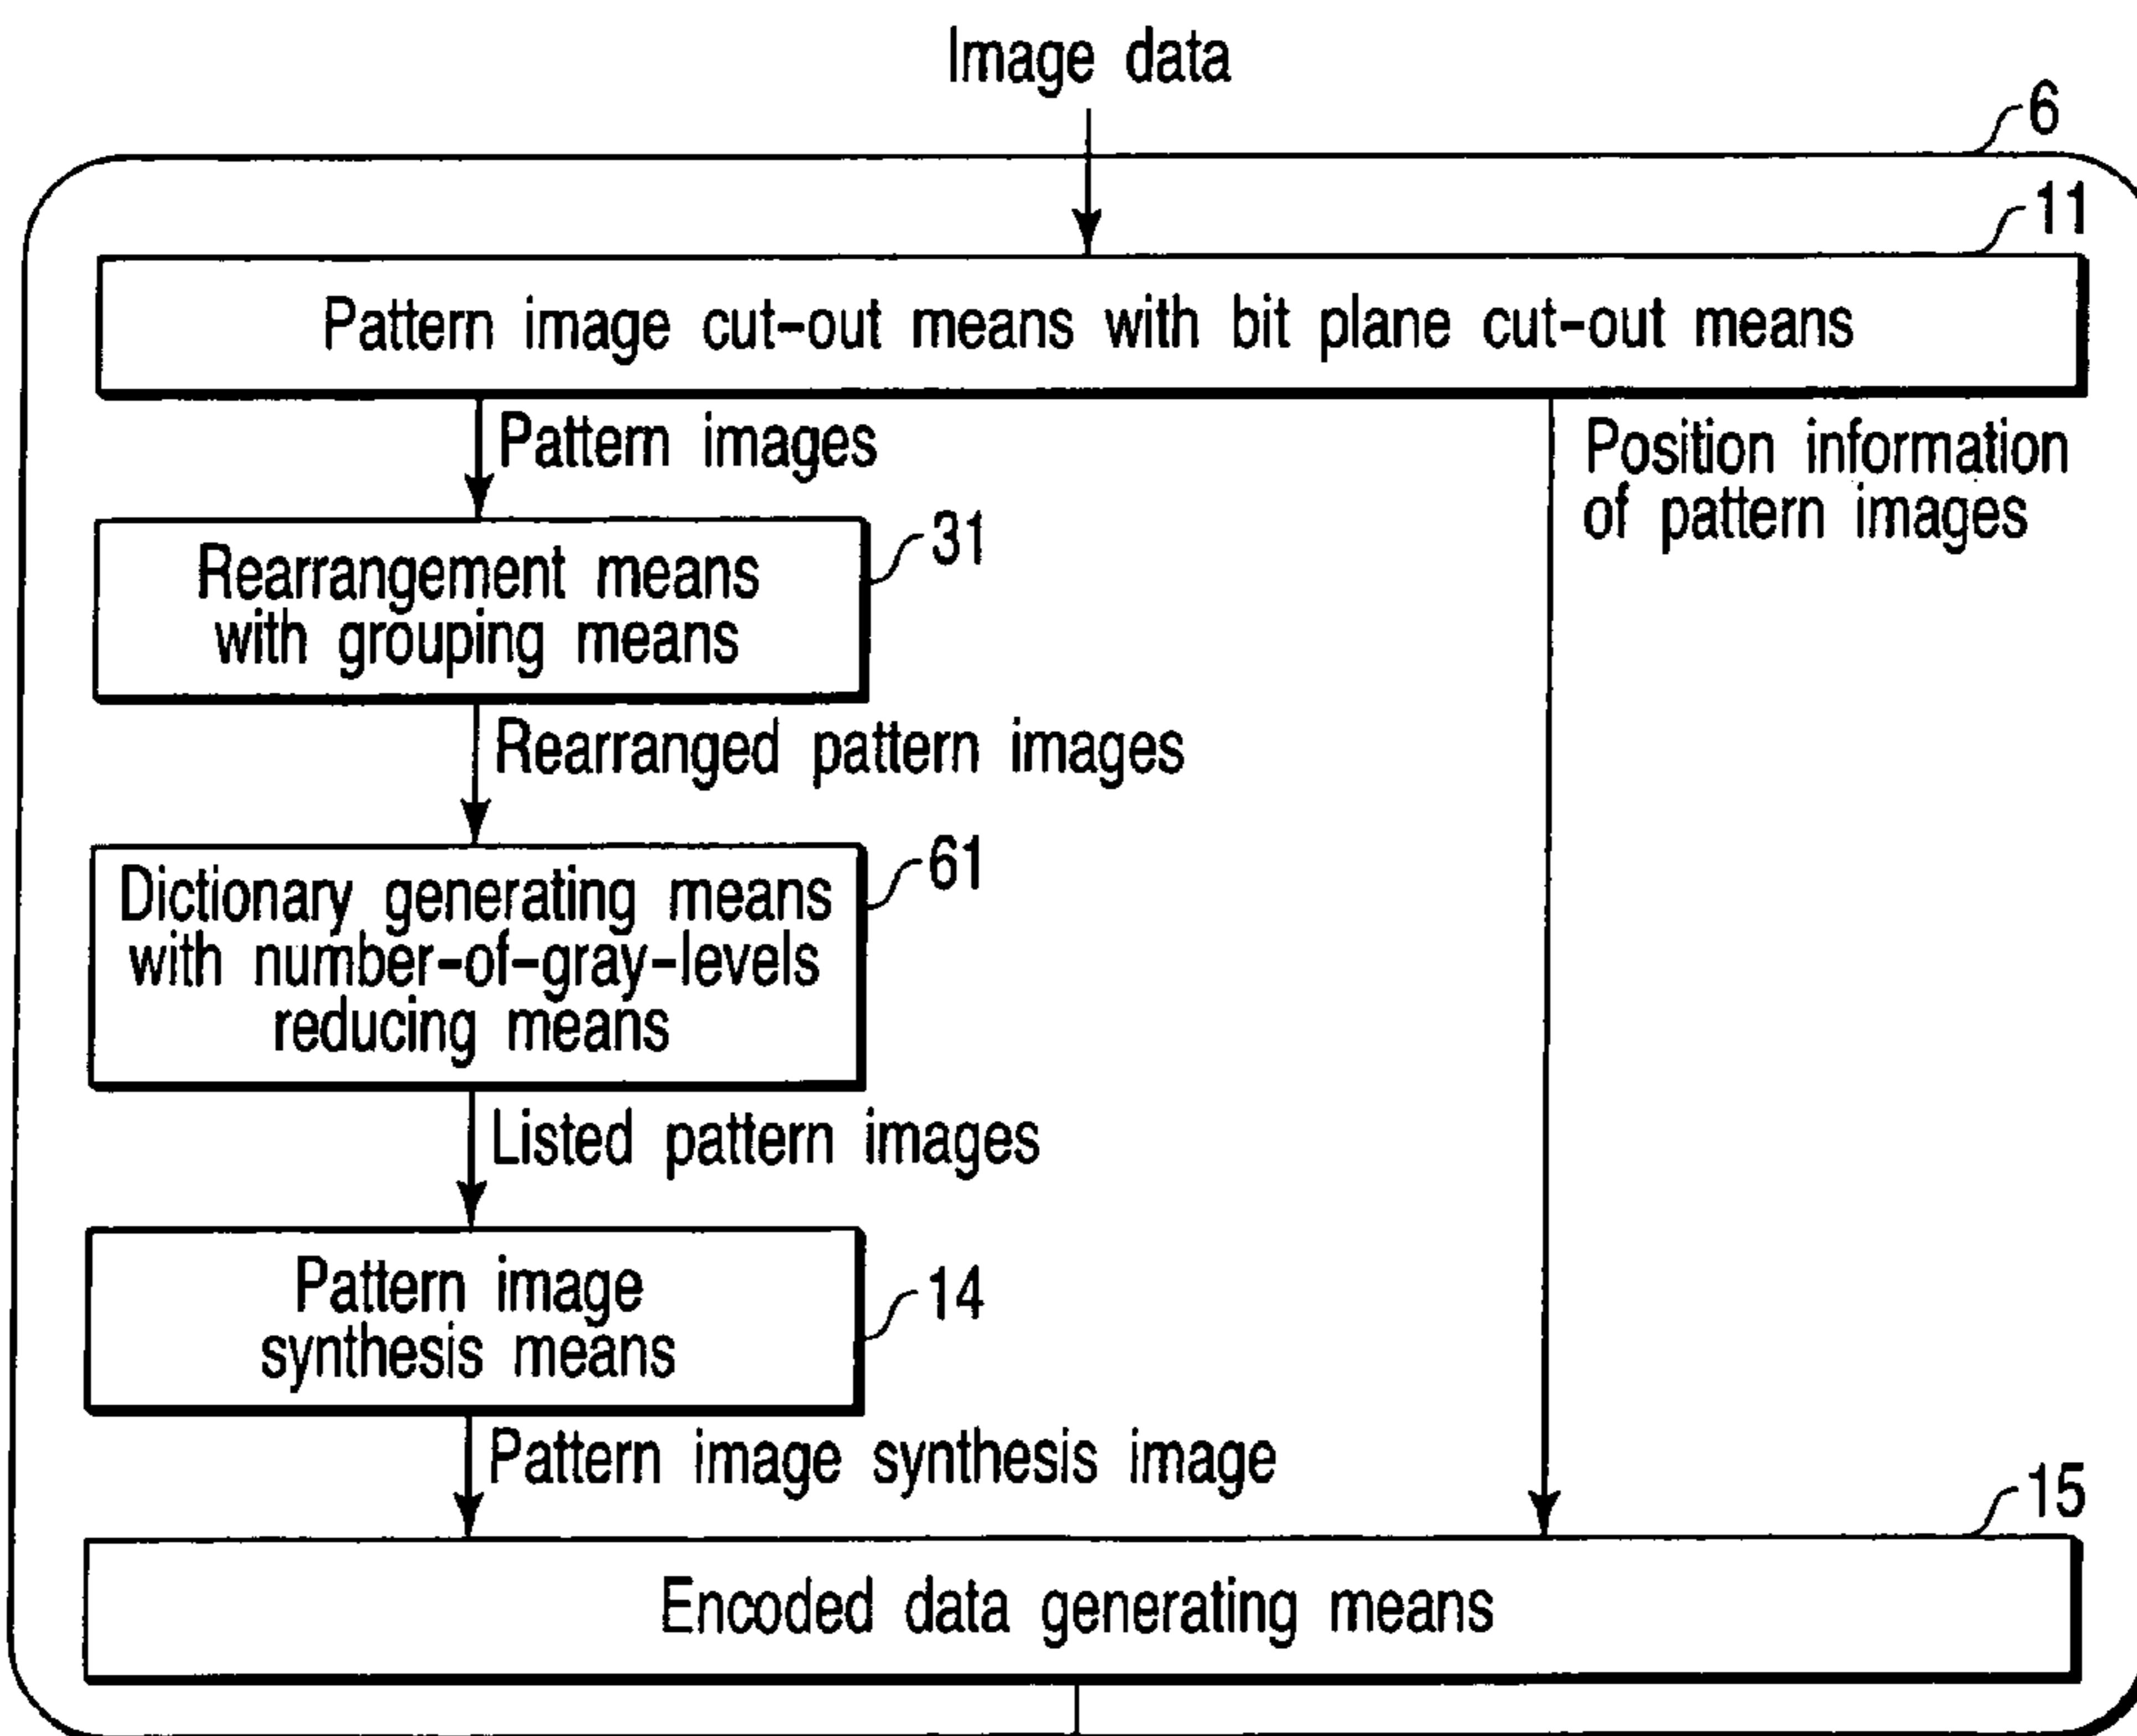 Image data
6
11
Pattern image cut-out means with bit plane cut-out means
Pattern images
Position information
of pattern images
31
Rearrangement means
with grouping means
Rearranged pattern images
61
Dictionary generating means
with number-of-gray-levels
reducing means
Listed pattern images
14
Pattern image
synthesis means
Pattern image synthesis image
15
Encoded data generating means